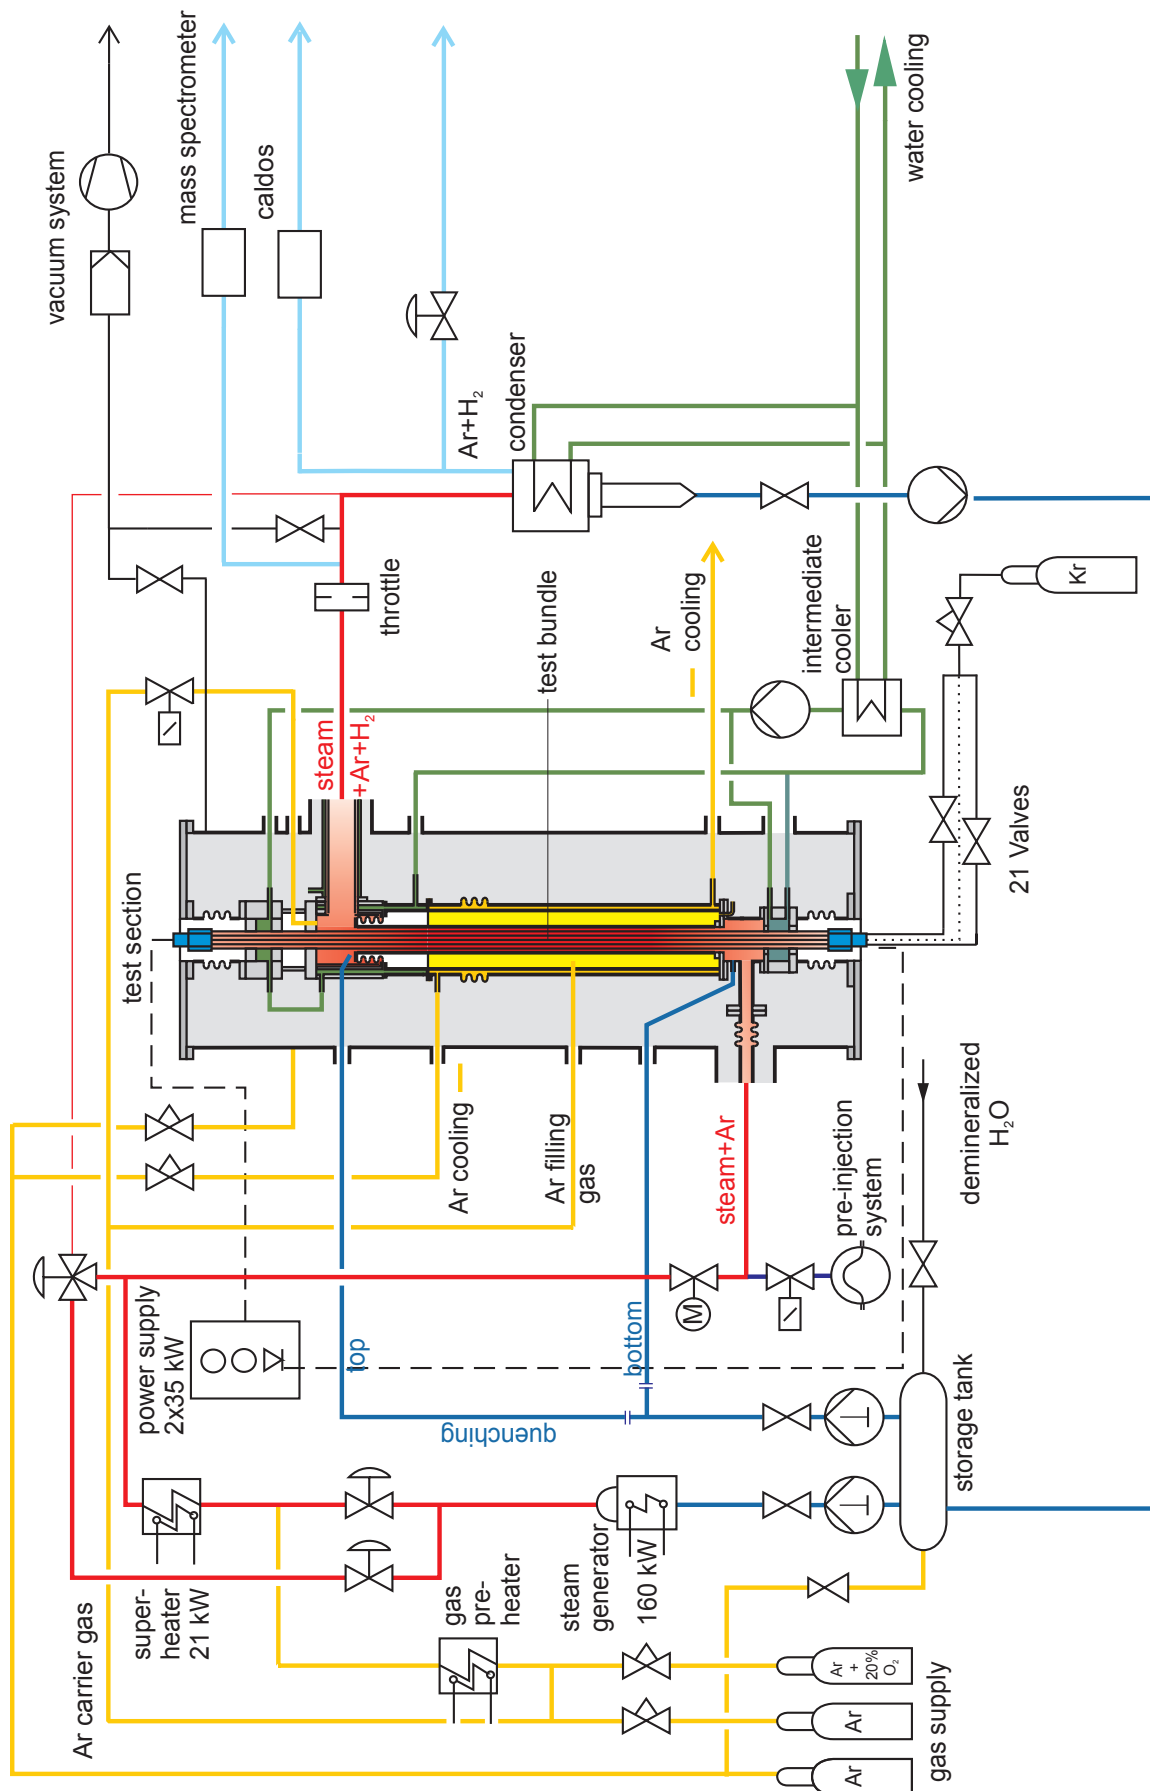 vacuum system
mass spectrometer
caldos
water cooling
Ar+H₂
condenser
throttle
test bundle
Ar
cooling
intermediate
cooler
Kr
21 Valves
steam
+Ar+H₂
test section
Ar cooling
Ar filling
gas
steam+Ar
pre-injection
system
demineralized
H₂O
M
power supply
2x35 kW
top
bottom
quenching
storage tank
super-
heater
21 kW
gas
pre-
heater
steam
generator
160 kW
Ar carrier gas
Ar
+
20%
O₂
Ar
Ar
gas supply